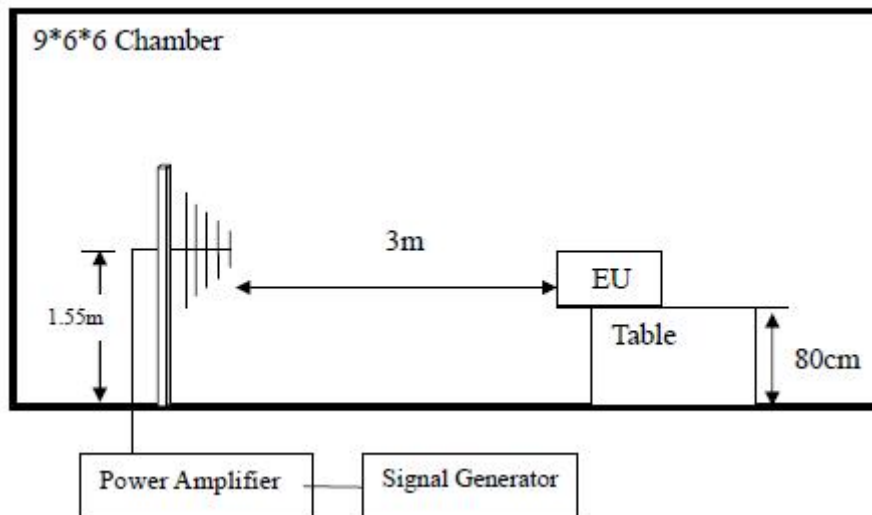 9*6*6 Chamber
3m
EU
1.55m
Table
80cm
Power Amplifier
Signal Generator